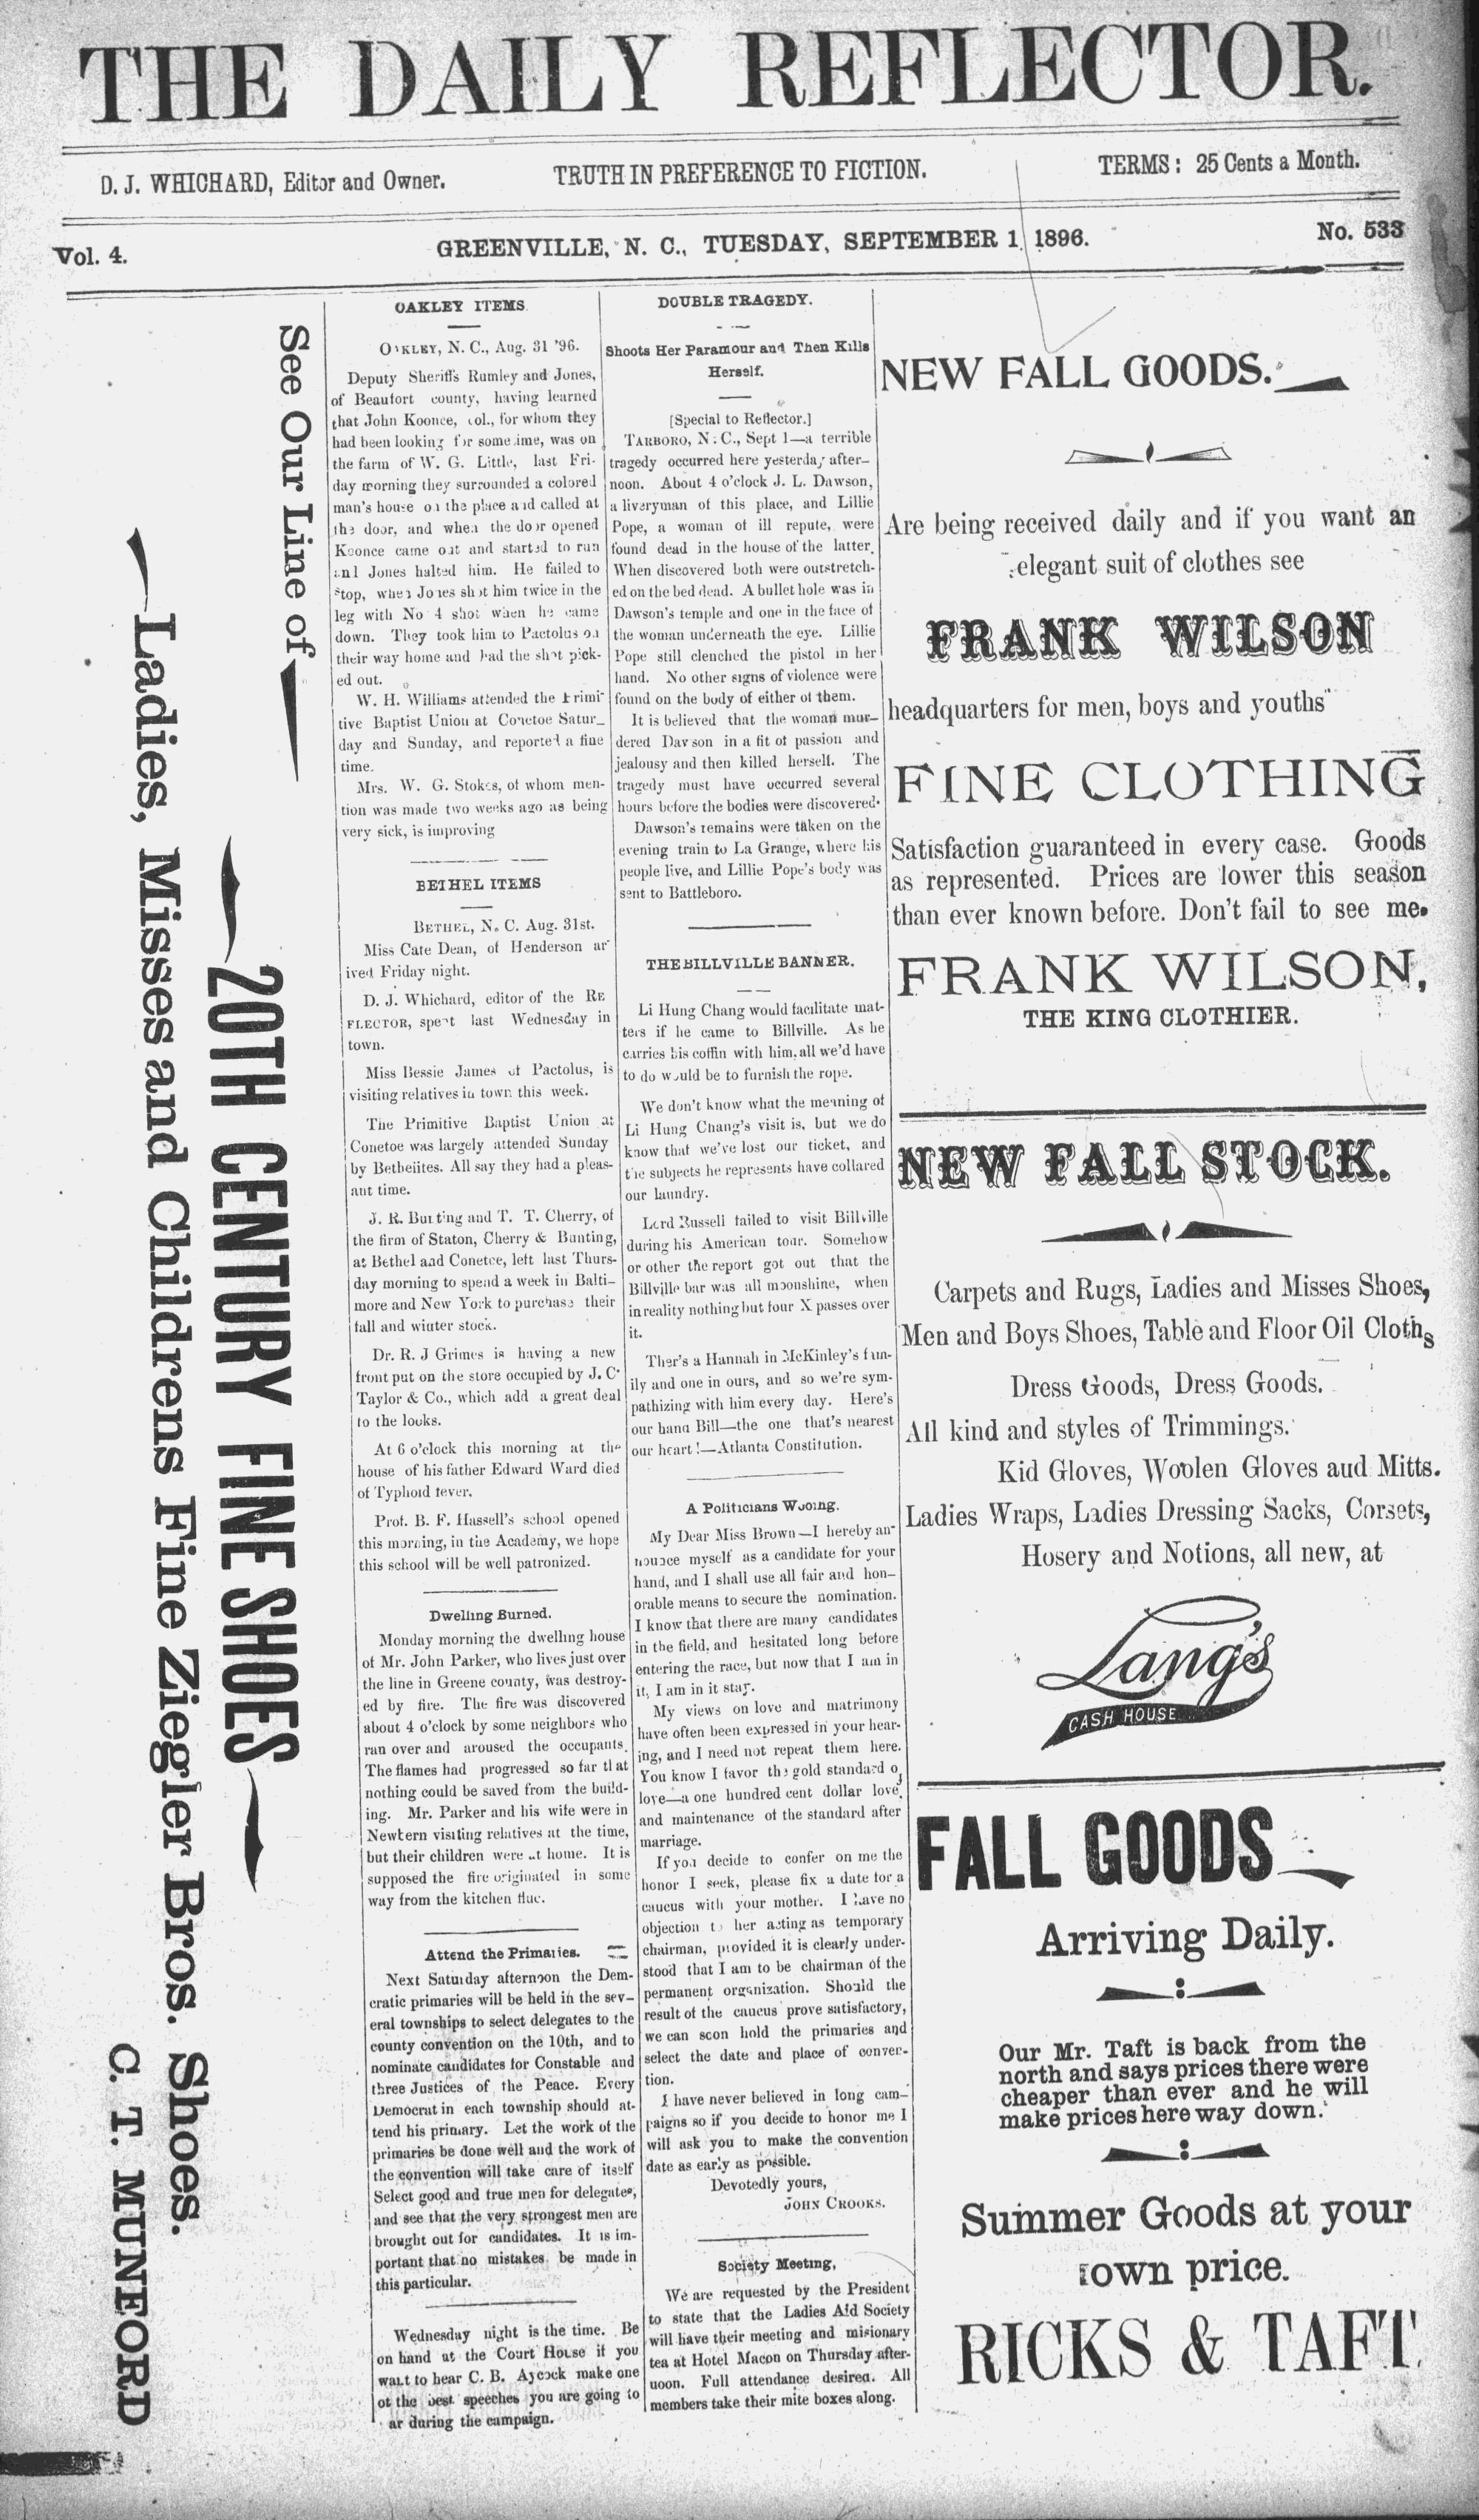 THE DAILY REFLECTOR.
D. J. WHICHARD, Editor and Owner.
TRUTH IN PREFERENCE TO FICTION.
TERMS: 25 Cents a Month.
Vol. 4.
GREENVILLE, N. C., TUESDAY, SEPTEMBER 1, 1896.
No. 533
See Our Line of
20TH CENTURY FINE SHOES
Ladies, Misses and Childrens Fine Ziegler Bros. Shoes.
C. T. MUNFORD
OAKLEY ITEMS
OAKLEY, N. C., Aug. 31 '96.
Deputy Sheriffs Rumley and Jones,
of Beaufort county, having learned
that John Koonce, col., for whom they
had been looking for some time, was on
the farm of W. G. Little, last Fri-
day morning they surrounded a colored
man's house on the place and called at
the door, and when the door opened
Koonce came out and started to run
and Jones halted him. He failed to
stop, when Jones shot him twice in the
leg with No 4 shot when he came
down. They took him to Pactolus on
their way home and had the shot pick-
ed out.
W. H. Williams attended the Primi-
tive Baptist Union at Conetoe Satur-
day and Sunday, and reported a fine
time.
Mrs. W. G. Stokes, of whom men-
tion was made two weeks ago as being
very sick, is improving
BETHEL ITEMS
BETHEL, N. C. Aug. 31st.
Miss Cate Dean, of Henderson ar-
ived Friday night.
D. J. Whichard, editor of the RE
FLECTOR, spent last Wednesday in
town.
Miss Bessie James of Pactolus, is
visiting relatives in town this week.
The Primitive Baptist Union at
Conetoe was largely attended Sunday
by Bethelites. All say they had a pleas-
ant time.
J. R. Bunting and T. T. Cherry, of
the firm of Staton, Cherry & Bunting,
at Bethel and Conetoe, left last Thurs-
day morning to spend a week in Balti-
more and New York to purchase their
fall and winter stock.
Dr. R. J Grimes is having a new
front put on the store occupied by J. C.
Taylor & Co., which add a great deal
to the looks.
At 6 o'clock this morning at the
house of his father Edward Ward died
of Typhoid fever.
Prof. B. F. Hassell's school opened
this morning, in the Academy, we hope
this school will be well patronized.
Dwelling Burned.
Monday morning the dwelling house
of Mr. John Parker, who lives just over
the line in Greene county, was destroy-
ed by fire. The fire was discovered
about 4 o'clock by some neighbors who
ran over and aroused the occupants.
The flames had progressed so far that
nothing could be saved from the build-
ing. Mr. Parker and his wife were in
Newbern visiting relatives at the time,
but their children were at home. It is
supposed the fire originated in some
way from the kitchen flue.
Attend the Primaries.
Next Saturday afternoon the Dem-
cratic primaries will be held in the sev-
eral townships to select delegates to the
county convention on the 10th, and to
nominate candidates for Constable and
three Justices of the Peace. Every
Democrat in each township should at-
tend his primary. Let the work of the
primaries be done well and the work of
the convention will take care of itself
Select good and true men for delegates,
and see that the very strongest men are
brought out for candidates. It is im-
portant that no mistakes be made in
this particular.
Wednesday night is the time. Be
on hand at the Court House if you
want to hear C. B. Aycock make one
of the best speeches you are going to
ar during the campaign.
DOUBLE TRAGEDY.
Shoots Her Paramour and Then Kills
Herself.
[Special to Reflector.]
TARBORO, N. C., Sept 1—a terrible
tragedy occurred here yesterday after-
noon. About 4 o'clock J. L. Dawson,
a liveryman of this place, and Lillie
Pope, a woman of ill repute, were
found dead in the house of the latter.
When discovered both were outstretch-
ed on the bed dead. A bullet hole was in
Dawson's temple and one in the face of
the woman underneath the eye. Lillie
Pope still clenched the pistol in her
hand. No other signs of violence were
found on the body of either of them.
It is believed that the woman mur-
dered Dawson in a fit of passion and
jealousy and then killed herself. The
tragedy must have occurred several
hours before the bodies were discovered.
Dawson's remains were taken on the
evening train to La Grange, where his
people live, and Lillie Pope's body was
sent to Battleboro.
THE BILLVILLE BANNER.
Li Hung Chang would facilitate mat-
ters if he came to Billville. As he
carries his coffin with him, all we'd have
to do would be to furnish the rope.
We don't know what the meaning of
Li Hung Chang's visit is, but we do
know that we've lost our ticket, and
the subjects he represents have collared
our laundry.
Lord Russell failed to visit Billville
during his American tour. Somehow
or other the report got out that the
Billville bar was all moonshine, when
in reality nothing but four X passes over
it.
Ther's a Hannah in McKinley's fam-
ily and one in ours, and so we're sym-
pathizing with him every day. Here's
our hand Bill—the one that's nearest
our heart!—Atlanta Constitution.
A Politicians Wooing.
My Dear Miss Brown—I hereby an-
nounce myself as a candidate for your
hand, and I shall use all fair and hon-
orable means to secure the nomination.
I know that there are many candidates
in the field, and hesitated long before
entering the race, but now that I am in
it, I am in it stay.
My views on love and matrimony
have often been expressed in your hear-
ing, and I need not repeat them here.
You know I favor the gold standard of
love—a one hundred cent dollar love,
and maintenance of the standard after
marriage.
If you decide to confer on me the
honor I seek, please fix a date for a
caucus with your mother. I have no
objection to her acting as temporary
chairman, provided it is clearly under-
stood that I am to be chairman of the
permanent organization. Should the
result of the caucus prove satisfactory,
we can soon hold the primaries and
select the date and place of conven-
tion.
I have never believed in long cam-
paigns so if you decide to honor me I
will ask you to make the convention
date as early as possible.
Devotedly yours,
JOHN CROOKS.
Society Meeting,
We are requested by the President
to state that the Ladies Aid Society
will have their meeting and misionary
tea at Hotel Macon on Thursday after-
noon. Full attendance desired. All
members take their mite boxes along.
NEW FALL GOODS.
Are being received daily and if you want an
elegant suit of clothes see
FRANK WILSON
headquarters for men, boys and youths
FINE CLOTHING
Satisfaction guaranteed in every case. Goods
as represented. Prices are lower this season
than ever known before. Don't fail to see me.
FRANK WILSON,
THE KING CLOTHIER.
NEW FALL STOCK.
Carpets and Rugs, Ladies and Misses Shoes,
Men and Boys Shoes, Table and Floor Oil Cloths
Dress Goods, Dress Goods.
All kind and styles of Trimmings.
Kid Gloves, Woolen Gloves aud Mitts.
Ladies Wraps, Ladies Dressing Sacks, Corsets,
Hosery and Notions, all new, at
Lang's
CASH HOUSE
FALL GOODS
Arriving Daily.
Our Mr. Taft is back from the
north and says prices there were
cheaper than ever and he will
make prices here way down.
Summer Goods at your
own price.
RICKS & TAFT.